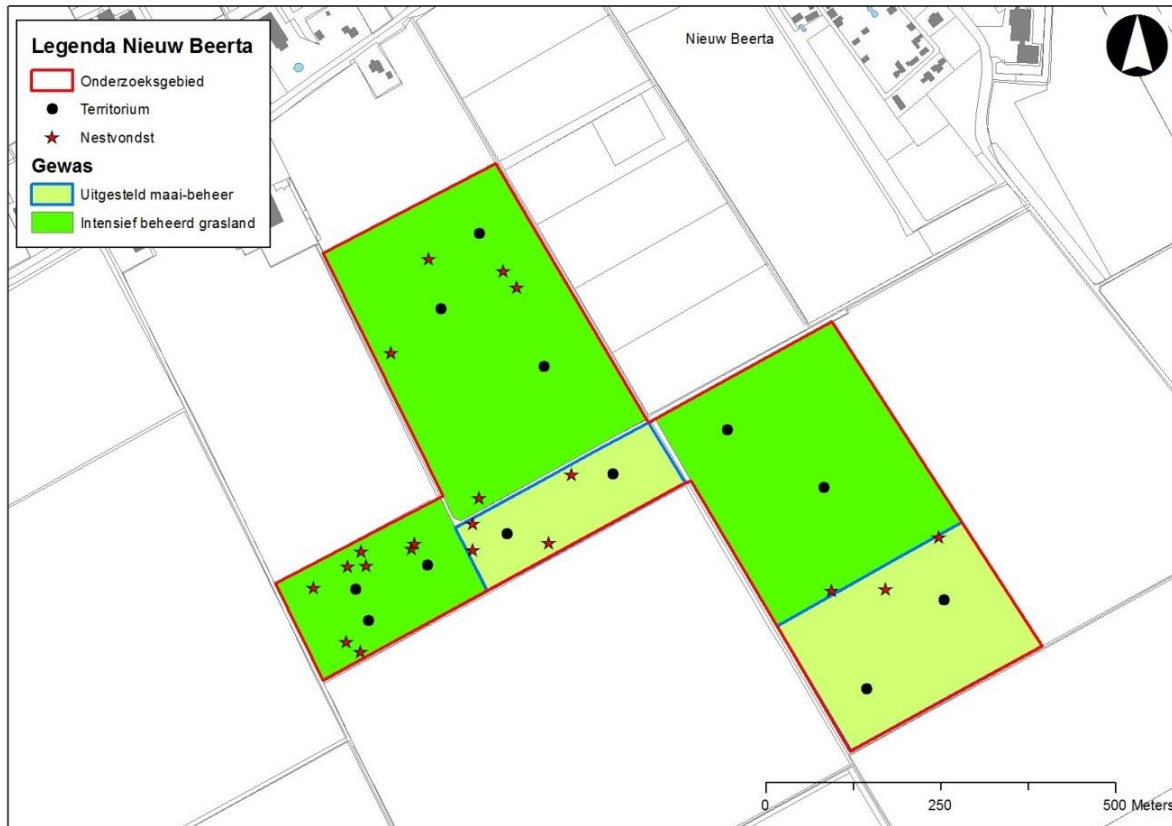 Legenda Nieuw Beerta
Onderzoeksgebied
Territorium
Nestvondst
Gewas
Uitgesteld maai-beheer
Intensief beheerd grasland
Nieuw Beerta
0 250 500 Meters